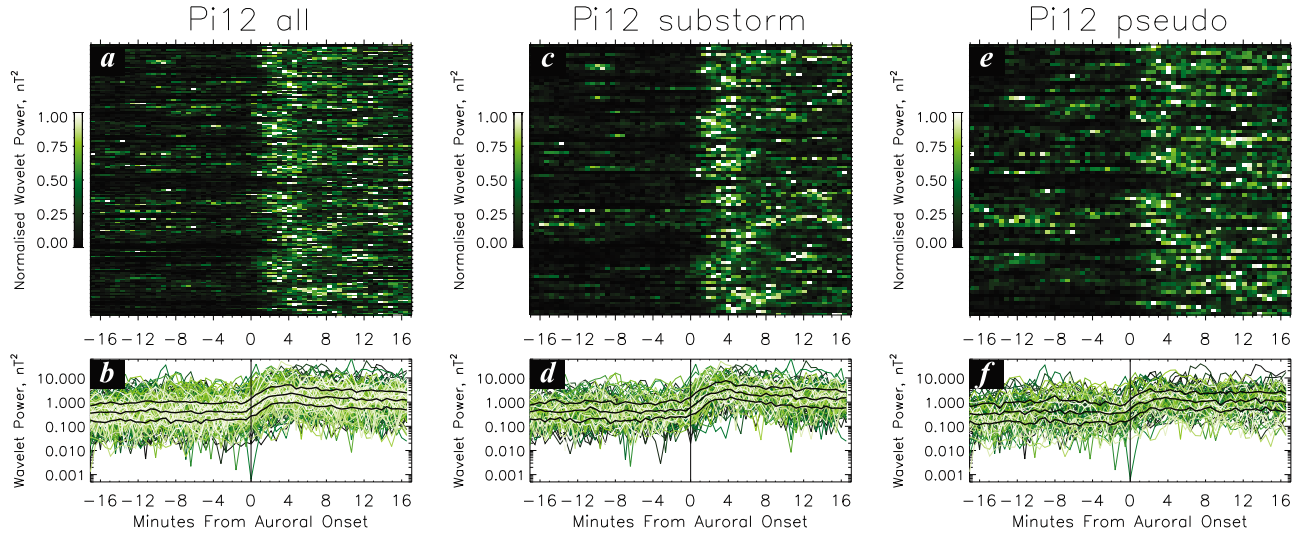 Pi12 all
Pi12 substorm
Pi12 pseudo
a
Normalised Wavelet Power, nT²
1.00
0.75
0.50
0.25
0.00
-16 -12 -8 -4 0 4 8 12 16
c
Normalised Wavelet Power, nT²
1.00
0.75
0.50
0.25
0.00
-16 -12 -8 -4 0 4 8 12 16
e
Normalised Wavelet Power, nT²
1.00
0.75
0.50
0.25
0.00
-16 -12 -8 -4 0 4 8 12 16
b
Wavelet Power, nT²
10.000
1.000
0.100
0.010
0.001
-16 -12 -8 -4 0 4 8 12 16
Minutes From Auroral Onset
d
Wavelet Power, nT²
10.000
1.000
0.100
0.010
0.001
-16 -12 -8 -4 0 4 8 12 16
Minutes From Auroral Onset
f
Wavelet Power, nT²
10.000
1.000
0.100
0.010
0.001
-16 -12 -8 -4 0 4 8 12 16
Minutes From Auroral Onset